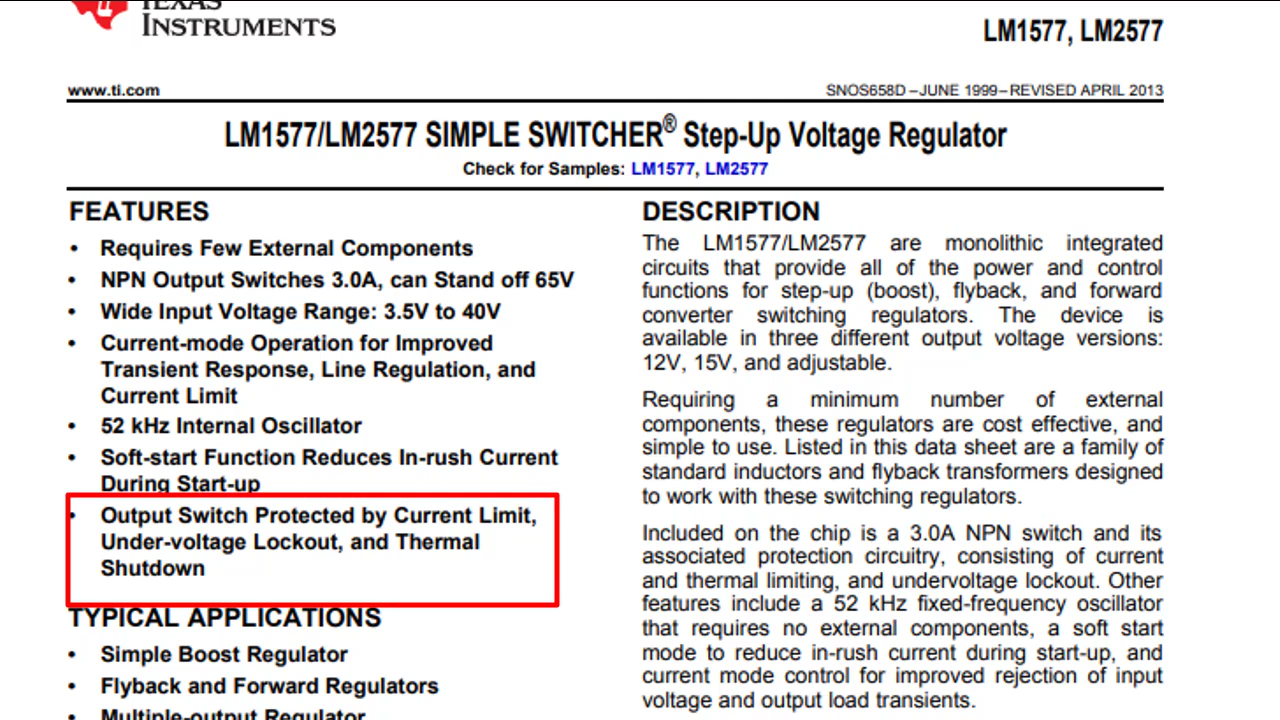 TEXAS
INSTRUMENTS
LM1577, LM2577
www.ti.com
SNOS658D –JUNE 1999–REVISED APRIL 2013
LM1577/LM2577 SIMPLE SWITCHER® Step-Up Voltage Regulator
Check for Samples: LM1577, LM2577
FEATURES
• Requires Few External Components
• NPN Output Switches 3.0A, can Stand off 65V
• Wide Input Voltage Range: 3.5V to 40V
• Current-mode Operation for Improved
Transient Response, Line Regulation, and
Current Limit
• 52 kHz Internal Oscillator
• Soft-start Function Reduces In-rush Current
During Start-up
• Output Switch Protected by Current Limit,
Under-voltage Lockout, and Thermal
Shutdown
TYPICAL APPLICATIONS
• Simple Boost Regulator
• Flyback and Forward Regulators
• Multiple-output Regulator
DESCRIPTION
The LM1577/LM2577 are monolithic integrated
circuits that provide all of the power and control
functions for step-up (boost), flyback, and forward
converter switching regulators. The device is
available in three different output voltage versions:
12V, 15V, and adjustable.
Requiring a minimum number of external
components, these regulators are cost effective, and
simple to use. Listed in this data sheet are a family of
standard inductors and flyback transformers designed
to work with these switching regulators.
Included on the chip is a 3.0A NPN switch and its
associated protection circuitry, consisting of current
and thermal limiting, and undervoltage lockout. Other
features include a 52 kHz fixed-frequency oscillator
that requires no external components, a soft start
mode to reduce in-rush current during start-up, and
current mode control for improved rejection of input
voltage and output load transients.